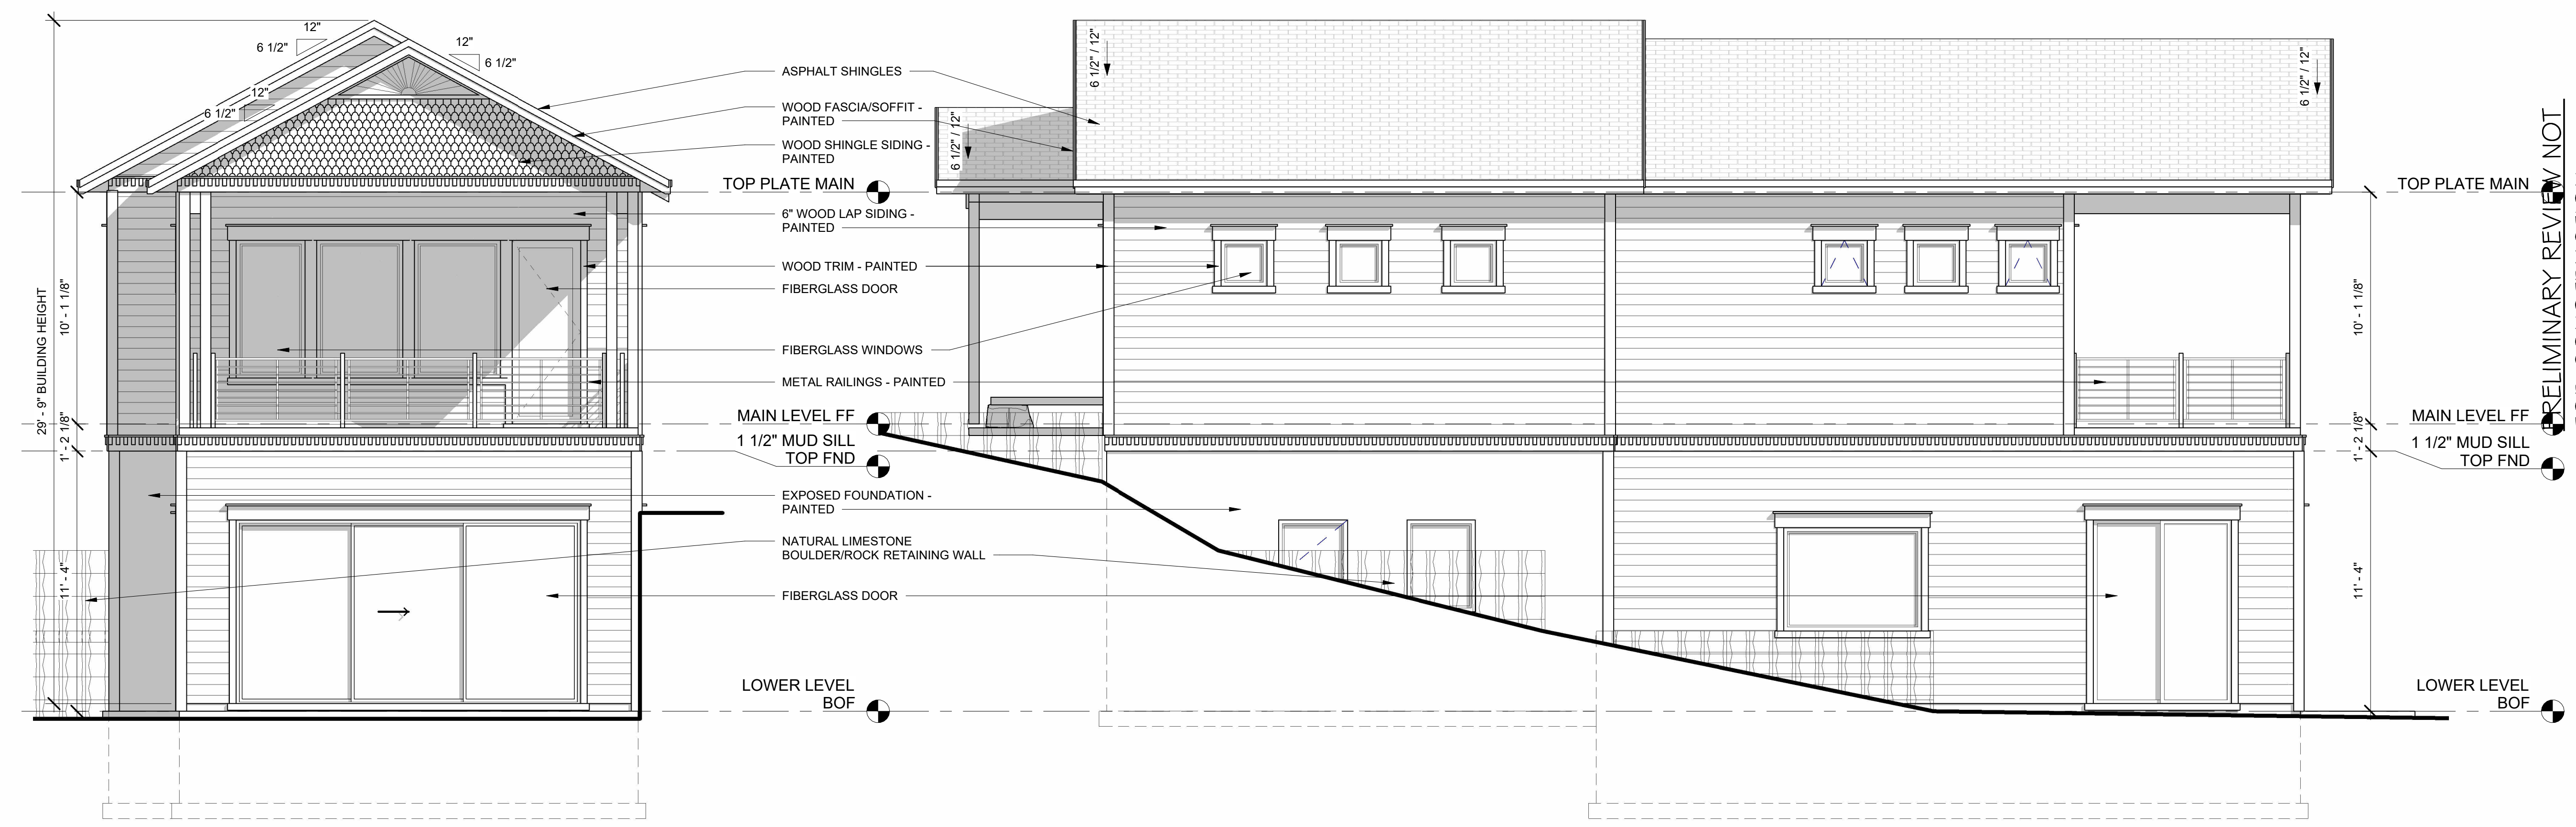 12"
6 1/2"
12"
6 1/2"
12"
6 1/2"
29' - 9" BUILDING HEIGHT
10' - 1 1/8"
1' - 2 1/8"
11' - 4"
ASPHALT SHINGLES
WOOD FASCIA/SOFFIT -
PAINTED
WOOD SHINGLE SIDING -
PAINTED
TOP PLATE MAIN
6" WOOD LAP SIDING -
PAINTED
WOOD TRIM - PAINTED
FIBERGLASS DOOR
FIBERGLASS WINDOWS
METAL RAILINGS - PAINTED
MAIN LEVEL FF
1 1/2" MUD SILL
TOP FND
EXPOSED FOUNDATION -
PAINTED
NATURAL LIMESTONE
BOULDER/ROCK RETAINING WALL
FIBERGLASS DOOR
LOWER LEVEL
BOF
6 1/2" / 12"
6 1/2" / 12"
6 1/2" / 12"
10' - 1 1/8"
1' - 2 1/8"
11' - 4"
TOP PLATE MAIN
MAIN LEVEL FF
1 1/2" MUD SILL
TOP FND
LOWER LEVEL
BOF
PRELIMINARY REVIEW NOT